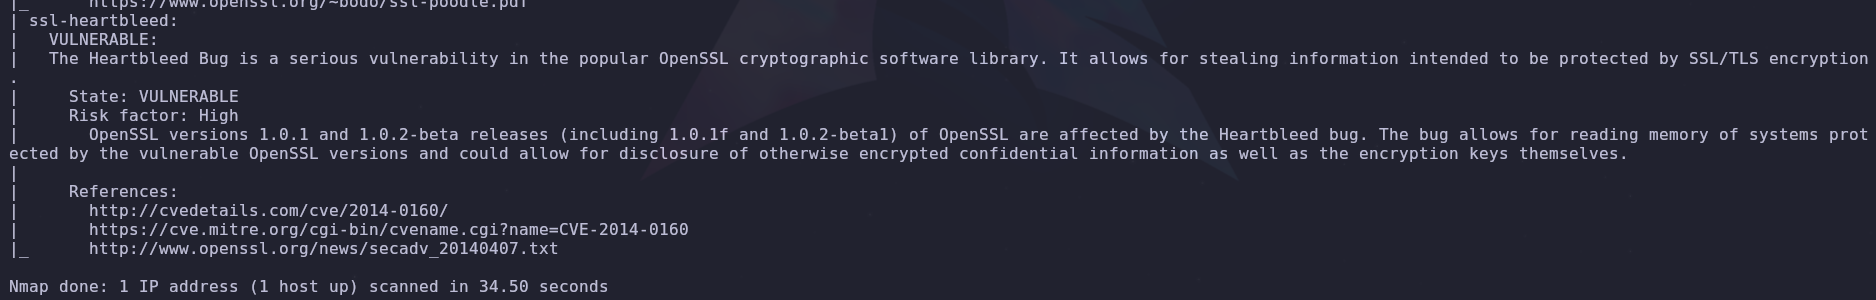 |_      https://www.openssl.org/~bodo/ssl-poodle.pdf
| ssl-heartbleed:
|   VULNERABLE:
|   The Heartbleed Bug is a serious vulnerability in the popular OpenSSL cryptographic software library. It allows for stealing information intended to be protected by SSL/TLS encryption
.
|     State: VULNERABLE
|     Risk factor: High
|       OpenSSL versions 1.0.1 and 1.0.2-beta releases (including 1.0.1f and 1.0.2-beta1) of OpenSSL are affected by the Heartbleed bug. The bug allows for reading memory of systems prot
ected by the vulnerable OpenSSL versions and could allow for disclosure of otherwise encrypted confidential information as well as the encryption keys themselves.
|
|     References:
|       http://cvedetails.com/cve/2014-0160/
|       https://cve.mitre.org/cgi-bin/cvename.cgi?name=CVE-2014-0160
|_      http://www.openssl.org/news/secadv_20140407.txt
Nmap done: 1 IP address (1 host up) scanned in 34.50 seconds